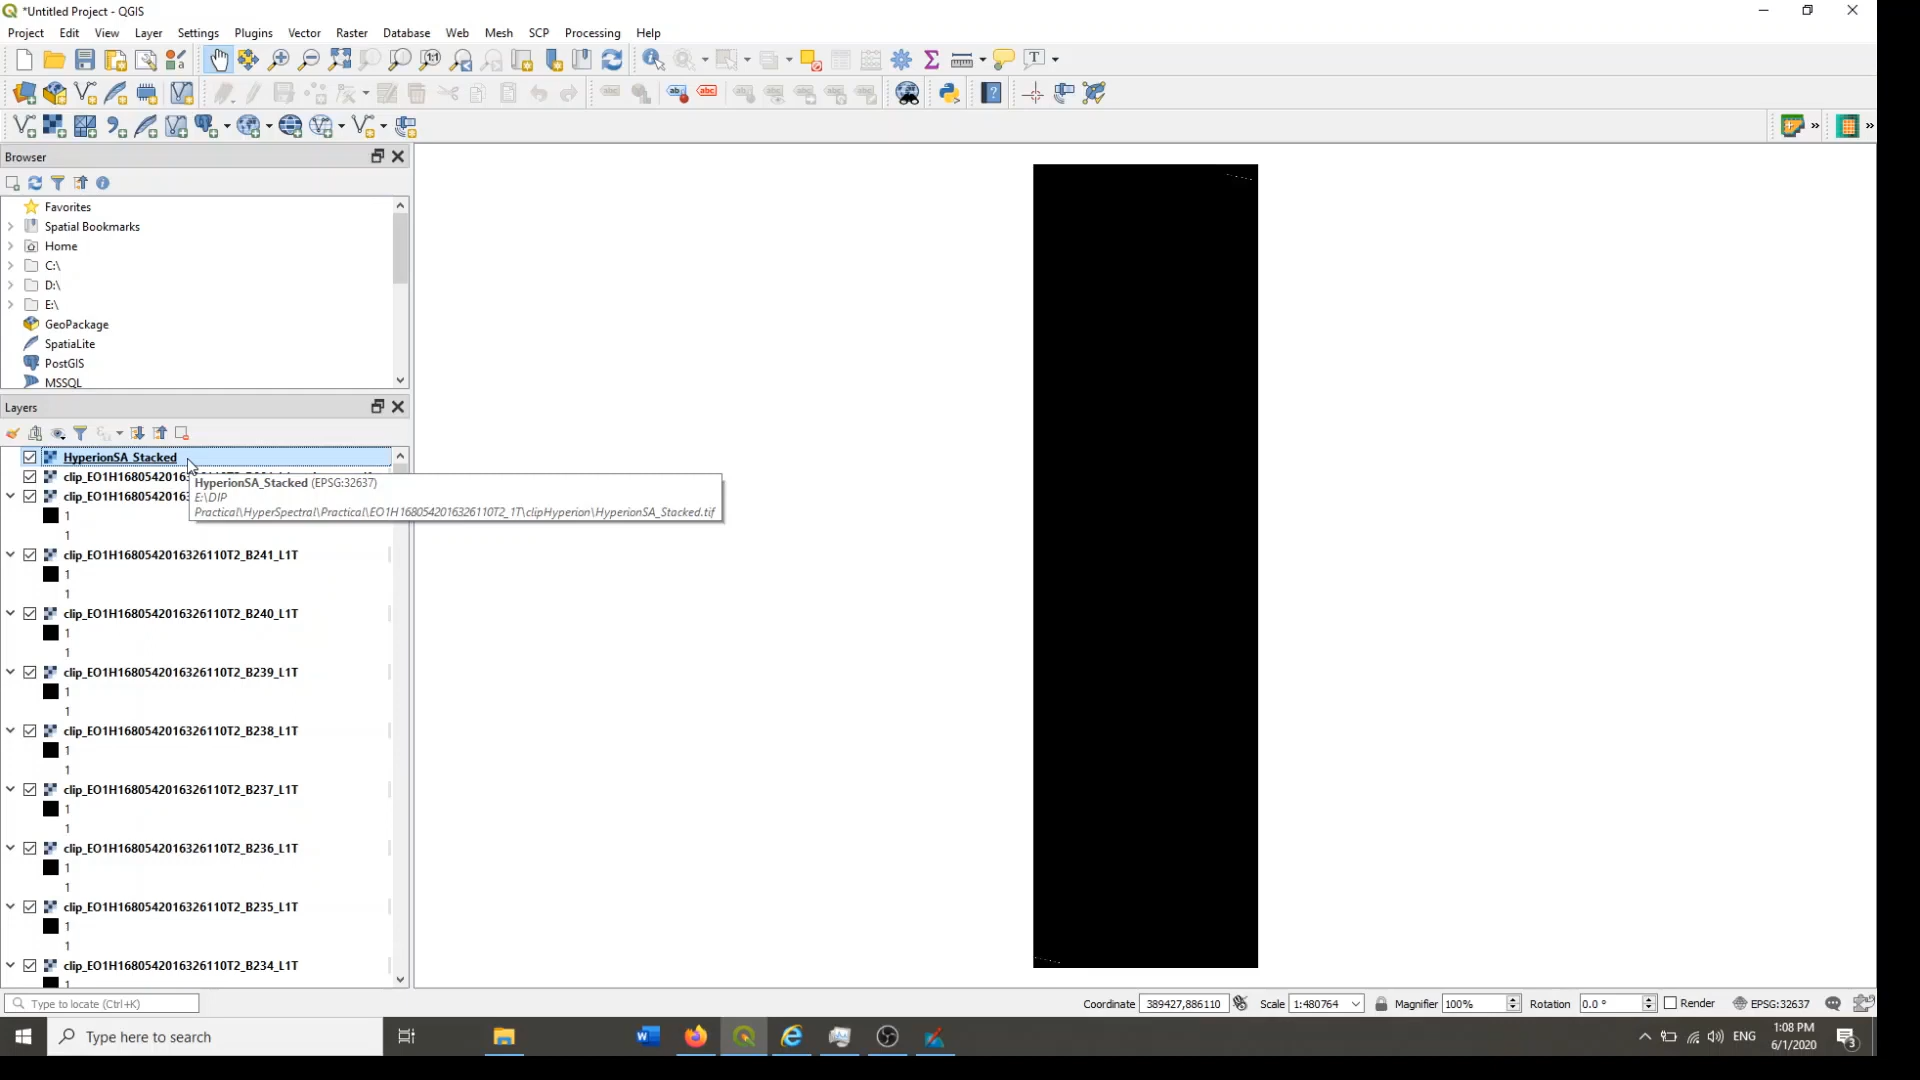 *Untitled Project - QGIS
Project Edit View Layer Settings Plugins Vector Raster Database Web Mesh SCP Processing Help
Browser
Favorites
Spatial Bookmarks
Home
C:\
D:\
E:\
GeoPackage
SpatiaLite
PostGIS
MSSQL
Layers
HyperionSA_Stacked
clip_EO1H16805420163
HyperionSA_Stacked (EPSG:32637)
clip_EO1H16805420163
E:\DIP
Practical\HyperSpectral\Practical\EO1H1680542016326110T2_1T\clipHyperion\HyperionSA_Stacked.tif
1
1
clip_EO1H1680542016326110T2_B241_L1T
1
1
clip_EO1H1680542016326110T2_B240_L1T
1
1
clip_EO1H1680542016326110T2_B239_L1T
1
1
clip_EO1H1680542016326110T2_B238_L1T
1
1
clip_EO1H1680542016326110T2_B237_L1T
1
1
clip_EO1H1680542016326110T2_B236_L1T
1
1
clip_EO1H1680542016326110T2_B235_L1T
1
1
clip_EO1H1680542016326110T2_B234_L1T
1
Type to locate (Ctrl+K)
Coordinate 389427,886110 Scale 1:480764 Magnifier 100% Rotation 0.0 ° Render EPSG:32637
Type here to search
ENG
1:08 PM
6/1/2020
3